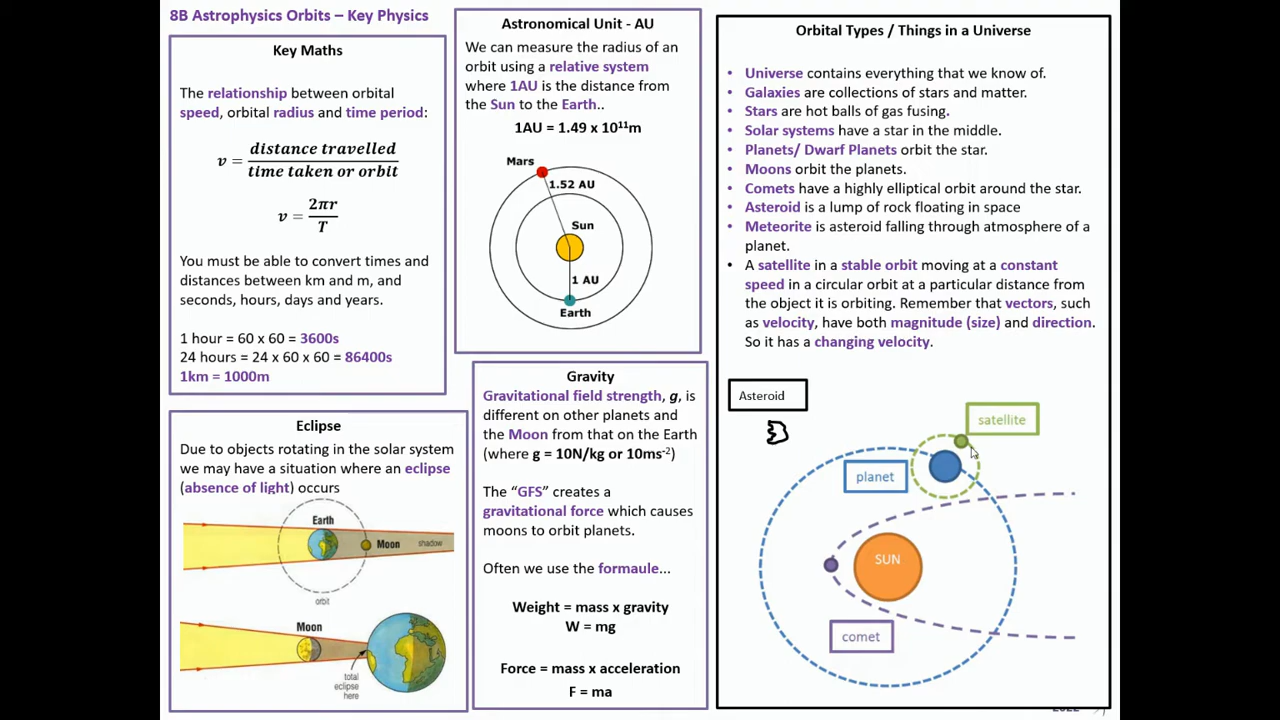 8B Astrophysics Orbits – Key Physics
Key Maths
The relationship between orbital
speed, orbital radius and time period:
v = distance travelled / time taken or orbit
v = 2πr / T
You must be able to convert times and
distances between km and m, and
seconds, hours, days and years.
1 hour = 60 x 60 = 3600s
24 hours = 24 x 60 x 60 = 86400s
1km = 1000m
Eclipse
Due to objects rotating in the solar system
we may have a situation where an eclipse
(absence of light) occurs
Earth
Moon
shadow
orbit
Moon
total
eclipse
here
Astronomical Unit - AU
We can measure the radius of an
orbit using a relative system
where 1AU is the distance from
the Sun to the Earth..
1AU = 1.49 x 10¹¹m
Mars
1.52 AU
Sun
1 AU
Earth
Gravity
Gravitational field strength, g, is
different on other planets and
the Moon from that on the Earth
(where g = 10N/kg or 10ms⁻²)
The “GFS” creates a
gravitational force which causes
moons to orbit planets.
Often we use the formaule...
Weight = mass x gravity
W = mg
Force = mass x acceleration
F = ma
Orbital Types / Things in a Universe
• Universe contains everything that we know of.
• Galaxies are collections of stars and matter.
• Stars are hot balls of gas fusing.
• Solar systems have a star in the middle.
• Planets/ Dwarf Planets orbit the star.
• Moons orbit the planets.
• Comets have a highly elliptical orbit around the star.
• Asteroid is a lump of rock floating in space
• Meteorite is asteroid falling through atmosphere of a
planet.
• A satellite in a stable orbit moving at a constant
speed in a circular orbit at a particular distance from
the object it is orbiting. Remember that vectors, such
as velocity, have both magnitude (size) and direction.
So it has a changing velocity.
Asteroid
satellite
planet
SUN
comet